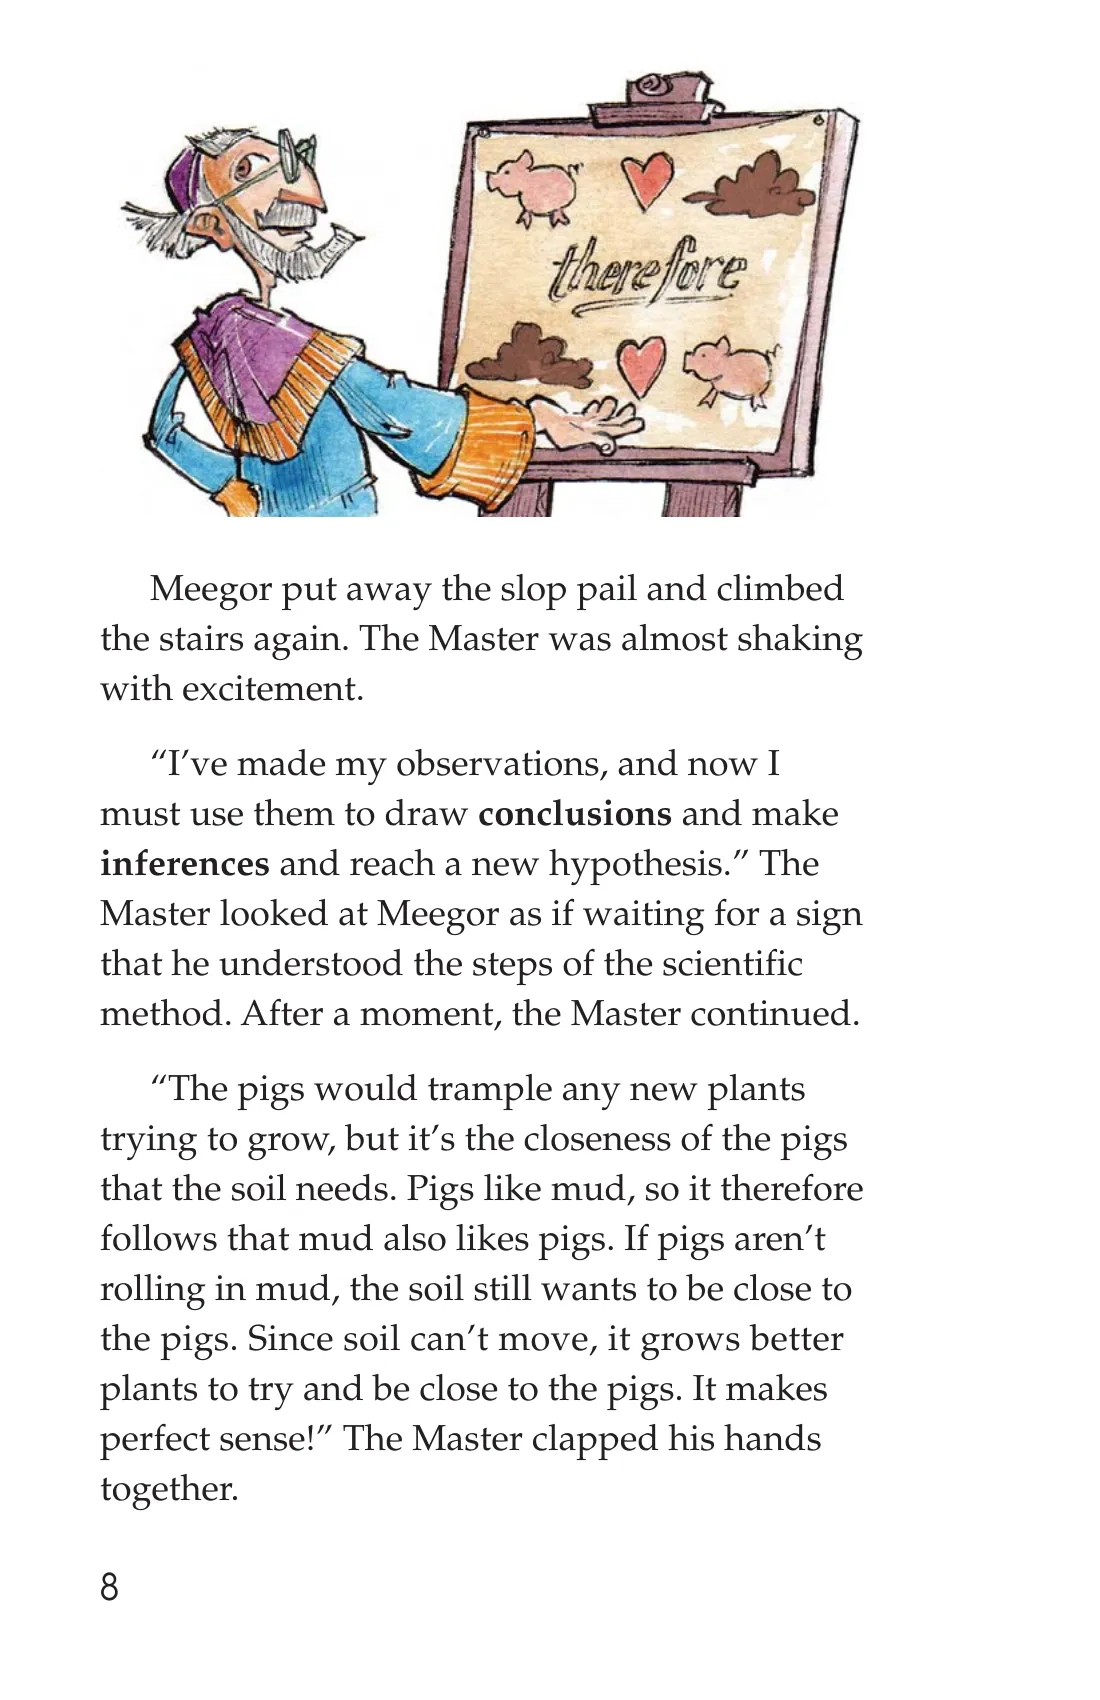 therefore
Meegor put away the slop pail and climbed
the stairs again. The Master was almost shaking
with excitement.
“I’ve made my observations, and now I
must use them to draw conclusions and make
inferences and reach a new hypothesis.” The
Master looked at Meegor as if waiting for a sign
that he understood the steps of the scientific
method. After a moment, the Master continued.
“The pigs would trample any new plants
trying to grow, but it’s the closeness of the pigs
that the soil needs. Pigs like mud, so it therefore
follows that mud also likes pigs. If pigs aren’t
rolling in mud, the soil still wants to be close to
the pigs. Since soil can’t move, it grows better
plants to try and be close to the pigs. It makes
perfect sense!” The Master clapped his hands
together.
8